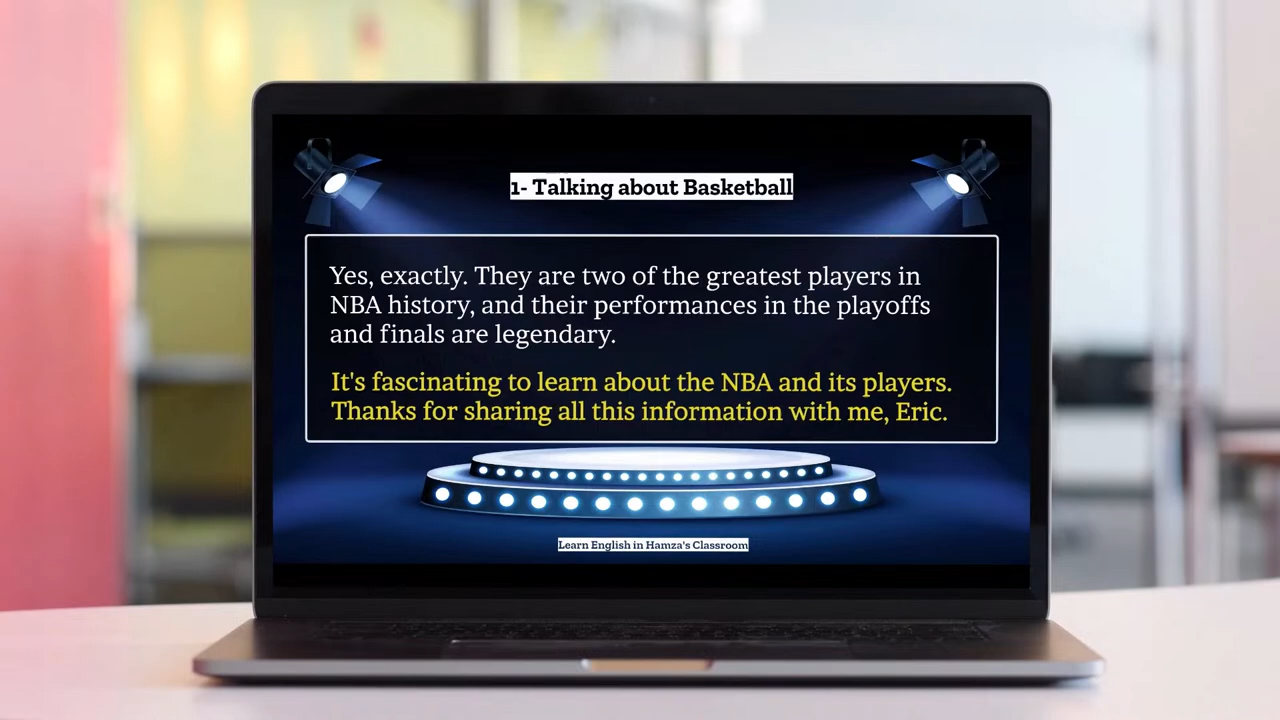 1- Talking about Basketball
Yes, exactly. They are two of the greatest players in
NBA history, and their performances in the playoffs
and finals are legendary.
It's fascinating to learn about the NBA and its players.
Thanks for sharing all this information with me, Eric.
Learn English in Hamza's Classroom